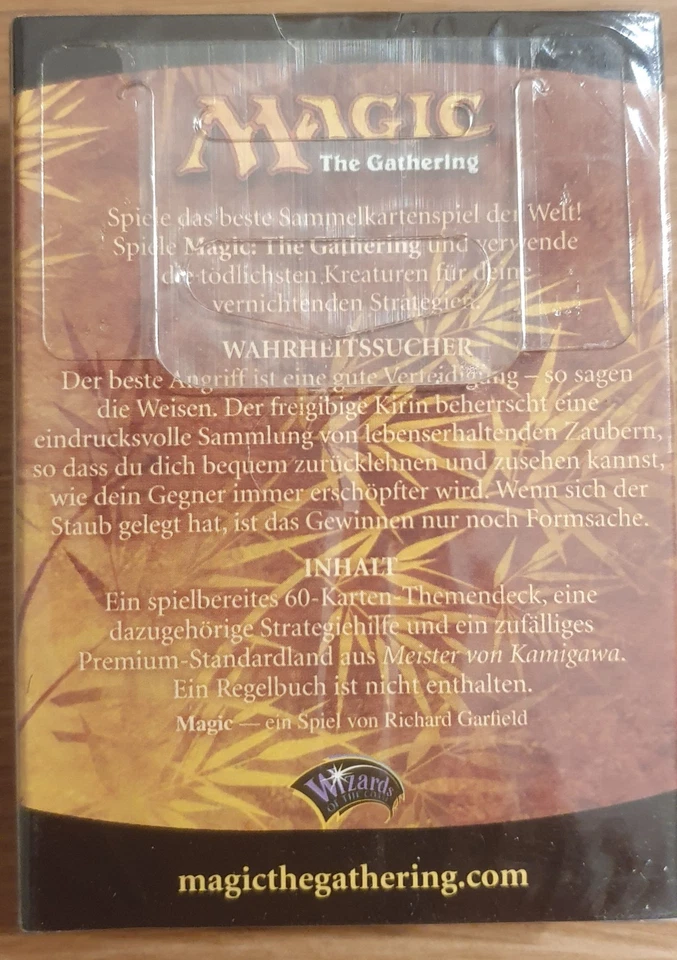 MAGIC
The Gathering
Spiele das beste Sammelkartenspiel der Welt!
Spiele Magic: The Gathering und verwende
die tödlichsten Kreaturen für deine
vernichtenden Strategien.
WAHRHEITSSUCHER
Der beste Angriff ist eine gute Verteidigung – so sagen
die Weisen. Der freigibige Kirin beherrscht eine
eindrucksvolle Sammlung von lebenserhaltenden Zaubern,
so dass du dich bequem zurücklehnen und zusehen kannst,
wie dein Gegner immer erschöpfter wird. Wenn sich der
Staub gelegt hat, ist das Gewinnen nur noch Formsache.
INHALT
Ein spielbereites 60-Karten-Themendeck, eine
dazugehörige Strategiehilfe und ein zufälliges
Premium-Standardland aus Meister von Kamigawa.
Ein Regelbuch ist nicht enthalten.
Magic — ein Spiel von Richard Garfield
Wizards
OF THE COAST
magicthegathering.com